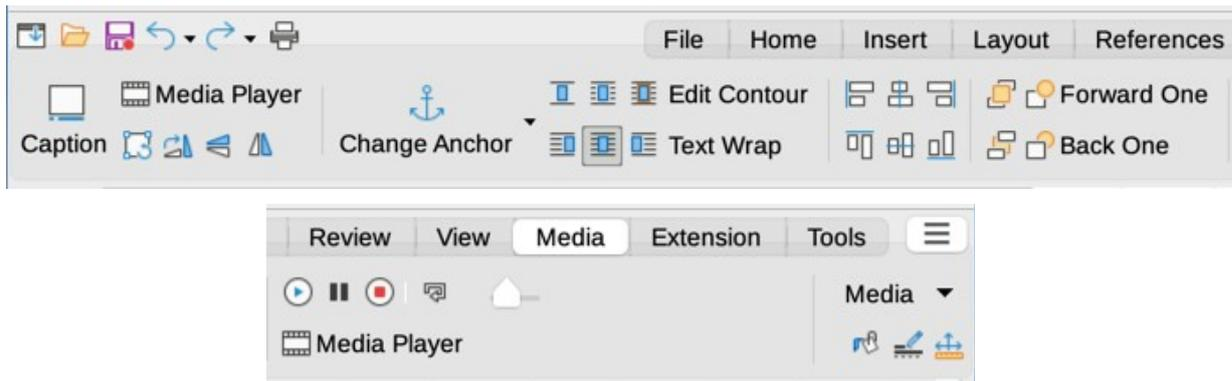 File Home Insert Layout References
Media Player Edit Contour Forward One
Caption Change Anchor Text Wrap Back One
Review View Media Extension Tools
Media
Media Player